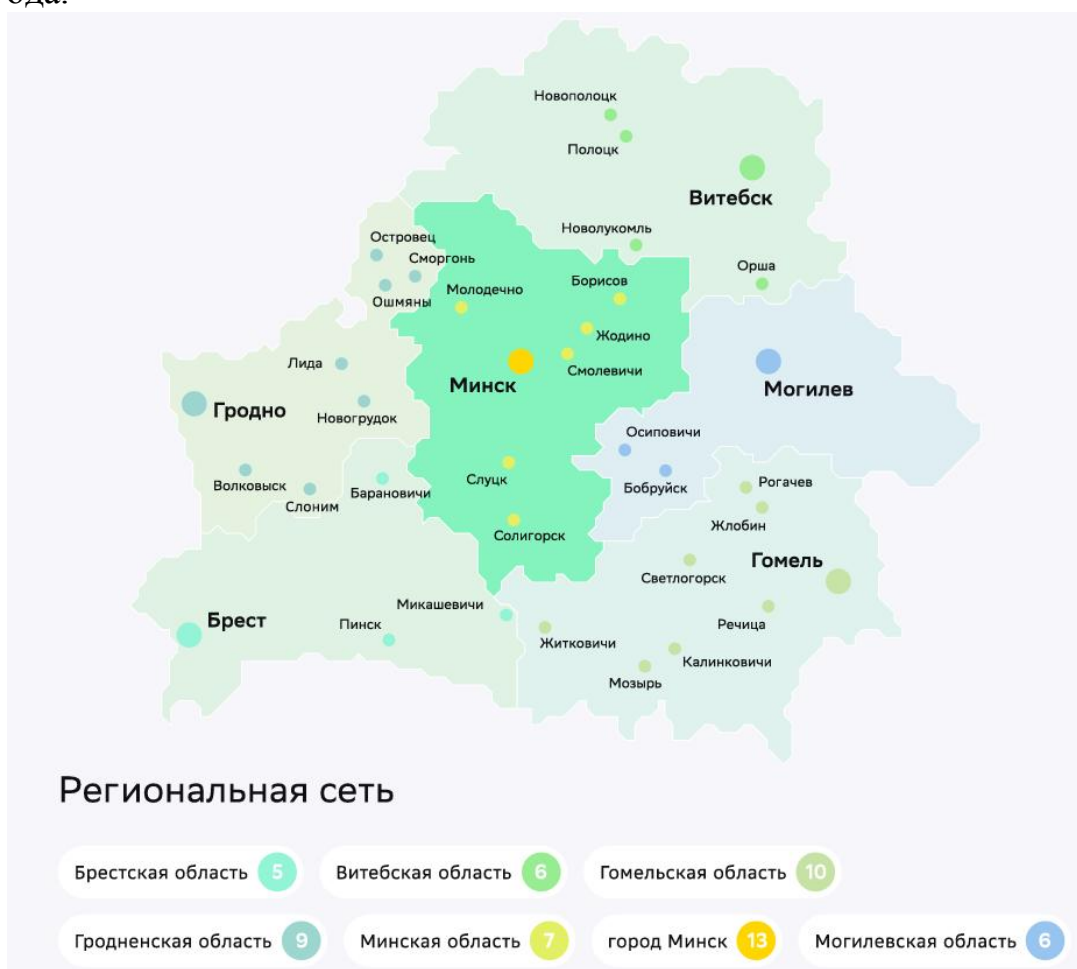 ода.
Новополоцк
Полоцк
Витебск
Новолукомль
Островец
Сморгонь
Орша
Борисов
Молодечно
Ошмяны
Жодино
Лида
Смолевичи
Минск
Могилев
Гродно
Новогрудок
Осиповичи
Слуцк
Рогачев
Волковыск
Барановичи
Бобруйск
Слоним
Жлобин
Солигорск
Гомель
Светлогорск
Микашевичи
Брест
Пинск
Речица
Житковичи
Калинковичи
Мозырь
Региональная сеть
Брестская область 5 Витебская область 6 Гомельская область 10
Гродненская область 9 Минская область 7 город Минск 13 Могилевская область 6